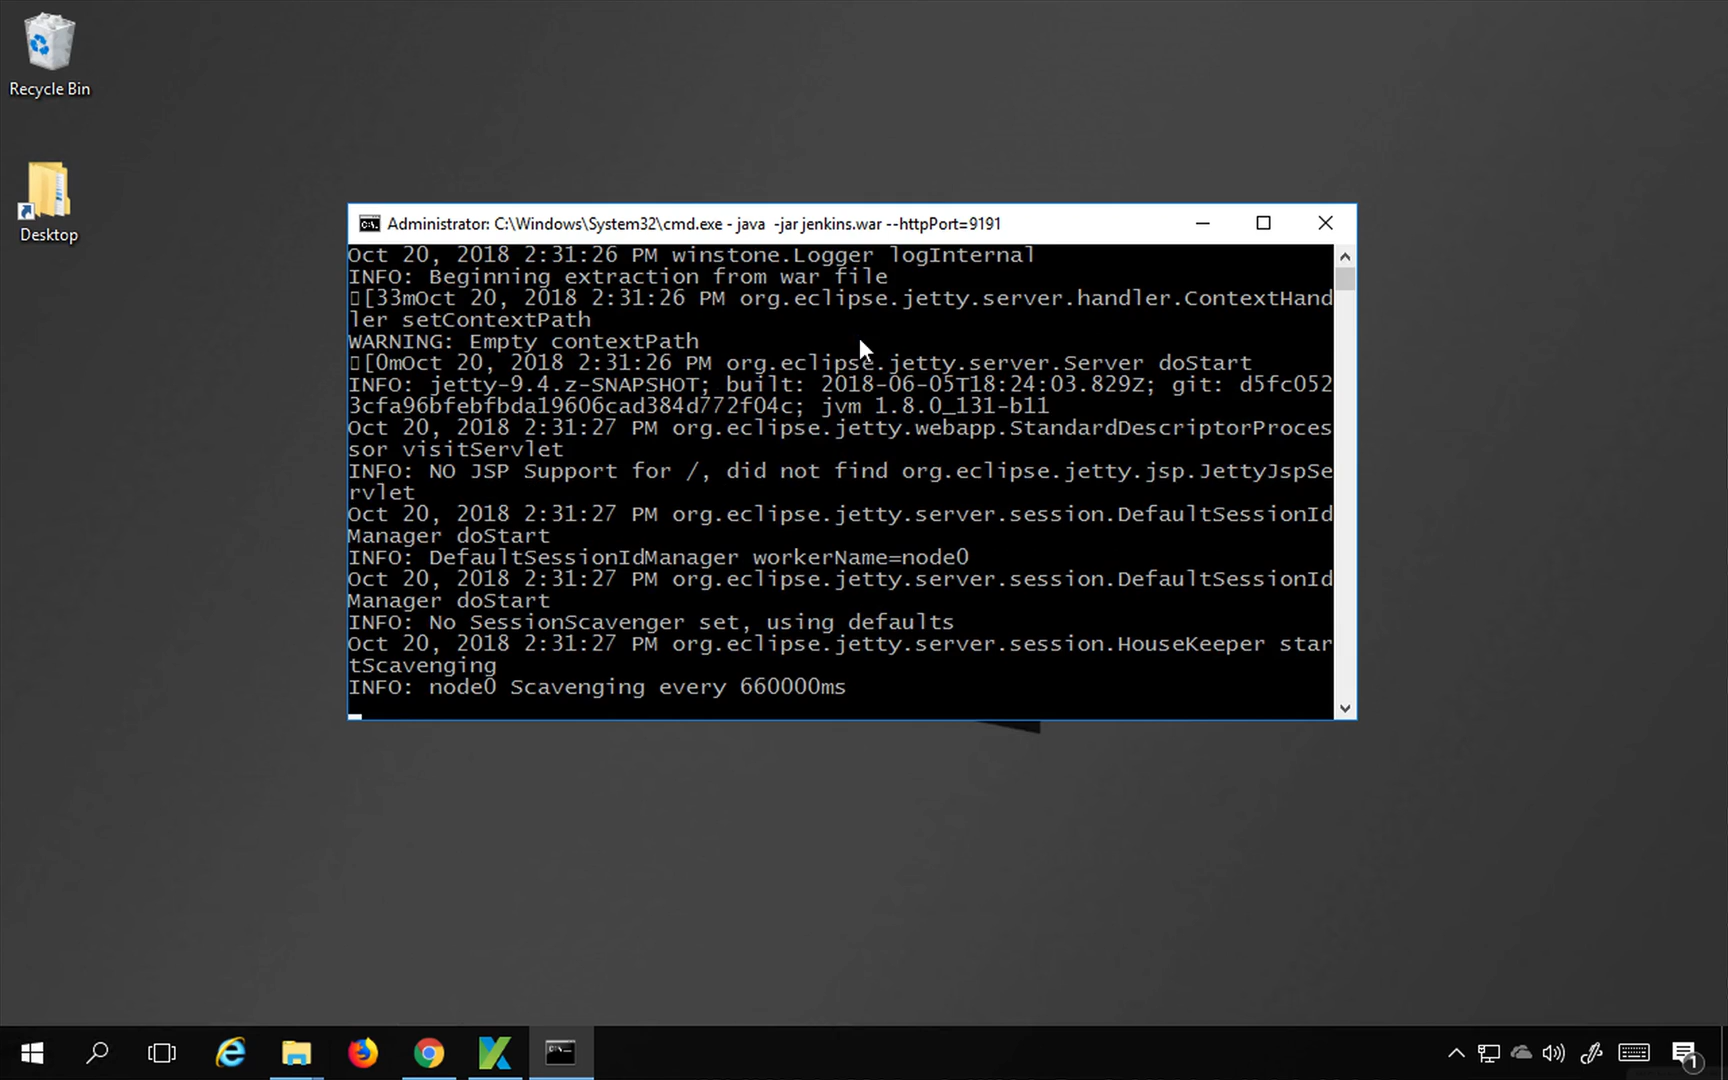 Recycle Bin
Desktop
Administrator: C:\Windows\System32\cmd.exe - java  -jar jenkins.war --httpPort=9191
Oct 20, 2018 2:31:26 PM winstone.Logger logInternal
INFO: Beginning extraction from war file
[33mOct 20, 2018 2:31:26 PM org.eclipse.jetty.server.handler.ContextHand
ler setContextPath
WARNING: Empty contextPath
[0mOct 20, 2018 2:31:26 PM org.eclipse.jetty.server.Server doStart
INFO: jetty-9.4.z-SNAPSHOT; built: 2018-06-05T18:24:03.829Z; git: d5fc052
3cfa96bfebfbda19606cad384d772f04c; jvm 1.8.0_131-b11
Oct 20, 2018 2:31:27 PM org.eclipse.jetty.webapp.StandardDescriptorProces
sor visitServlet
INFO: NO JSP Support for /, did not find org.eclipse.jetty.jsp.JettyJspSe
rvlet
Oct 20, 2018 2:31:27 PM org.eclipse.jetty.server.session.DefaultSessionId
Manager doStart
INFO: DefaultSessionIdManager workerName=node0
Oct 20, 2018 2:31:27 PM org.eclipse.jetty.server.session.DefaultSessionId
Manager doStart
INFO: No SessionScavenger set, using defaults
Oct 20, 2018 2:31:27 PM org.eclipse.jetty.server.session.HouseKeeper star
tScavenging
INFO: node0 Scavenging every 660000ms
1